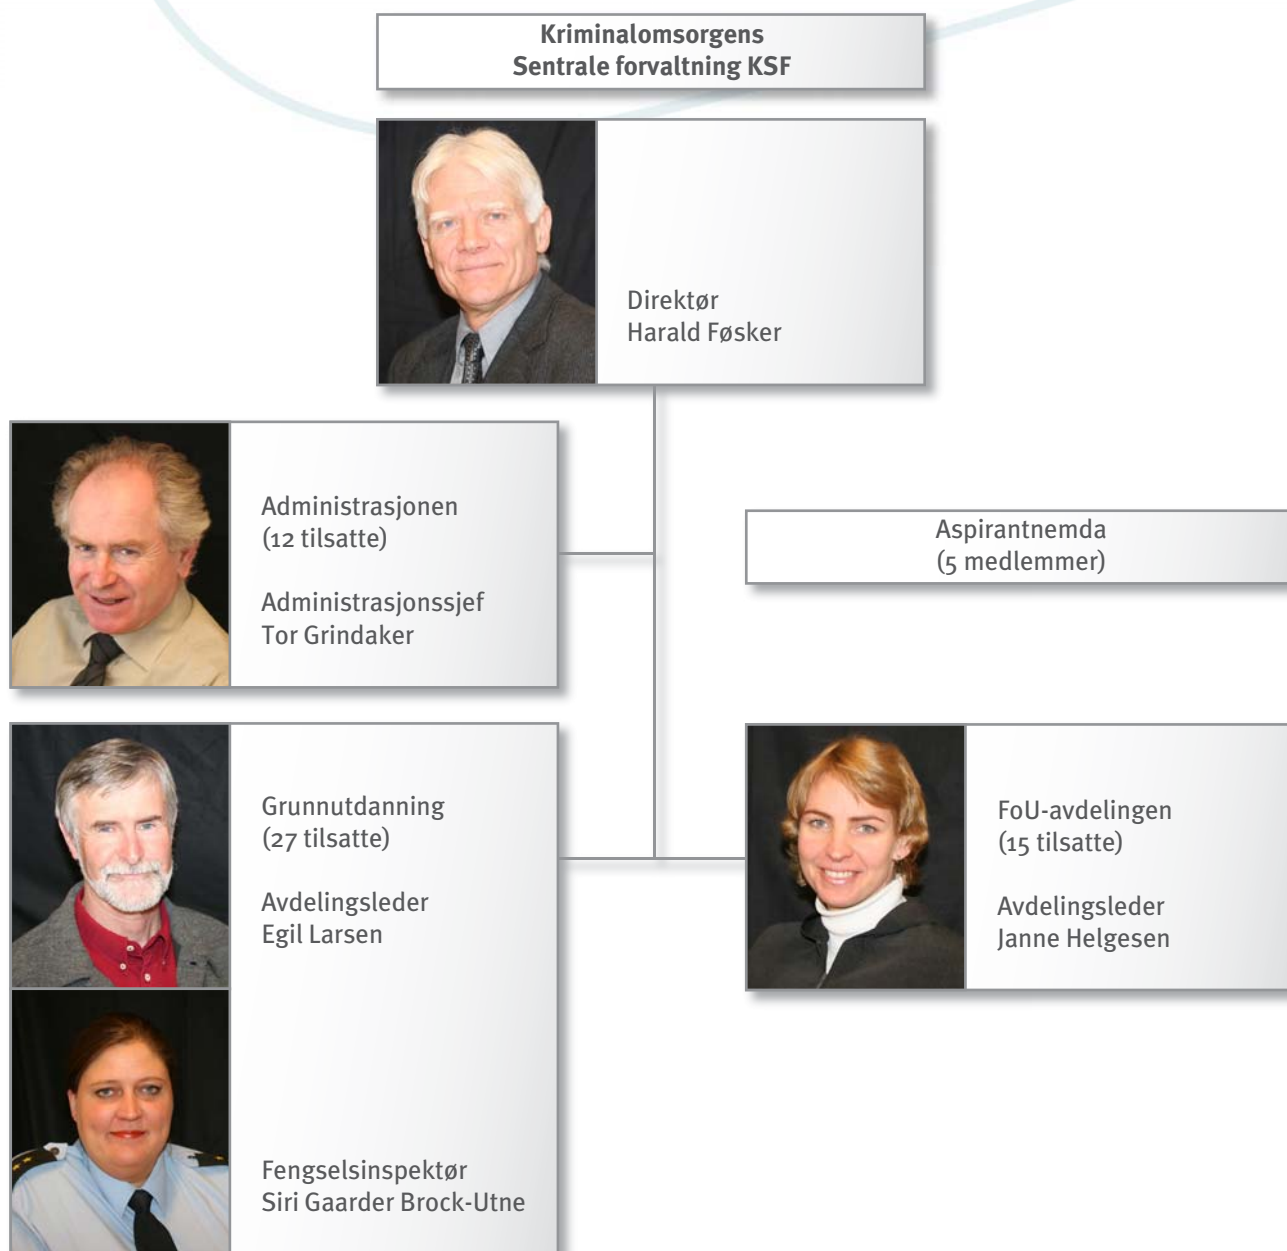 Kriminalomsorgens
Sentrale forvaltning KSF
Direktør
Harald Føsker
Administrasjonen
(12 tilsatte)
Administrasjonssjef
Tor Grindaker
Aspirantnemda
(5 medlemmer)
Grunnutdanning
(27 tilsatte)
Avdelingsleder
Egil Larsen
FoU-avdelingen
(15 tilsatte)
Avdelingsleder
Janne Helgesen
Fengselsinspektør
Siri Gaarder Brock-Utne